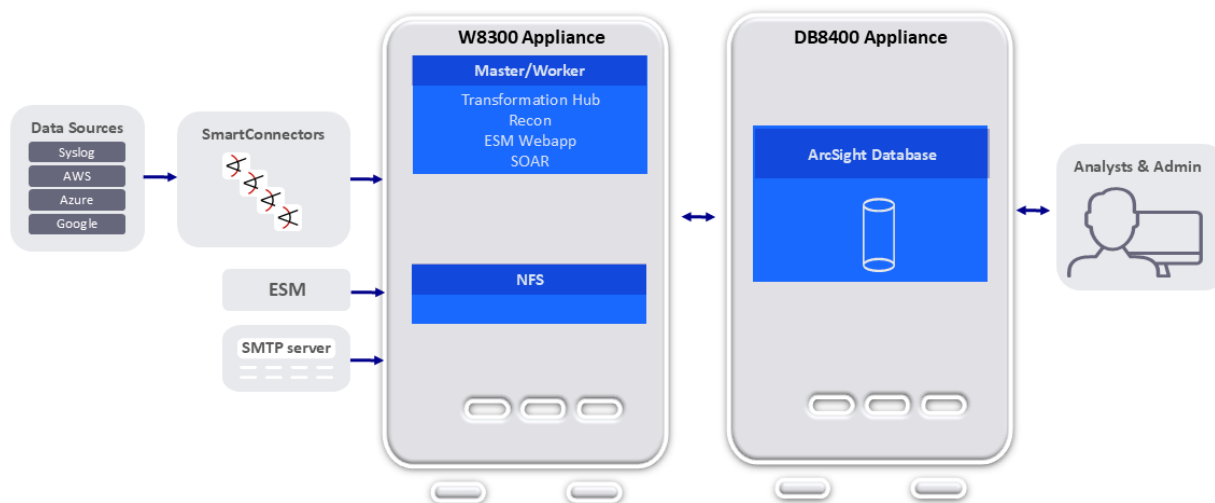 Data Sources
Syslog
AWS
Azure
Google
SmartConnectors
ESM
SMTP server
W8300 Appliance
Master/Worker
Transformation Hub
Recon
ESM Webapp
SOAR
NFS
DB8400 Appliance
ArcSight Database
Analysts & Admin